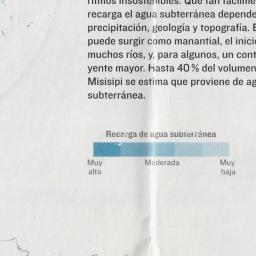 ritmos insostenibles. Qué tan fácilmente
recarga el agua subterránea depende
precipitación, geología y topografía. E
puede surgir como manantial, el inicio
muchos ríos, y, para algunos, un cont
yente mayor. Hasta 40 % del volumen
Misisipi se estima que proviene de ag
subterránea.
Recarga de agua subterránea
Muy alta
Moderada
Muy baja